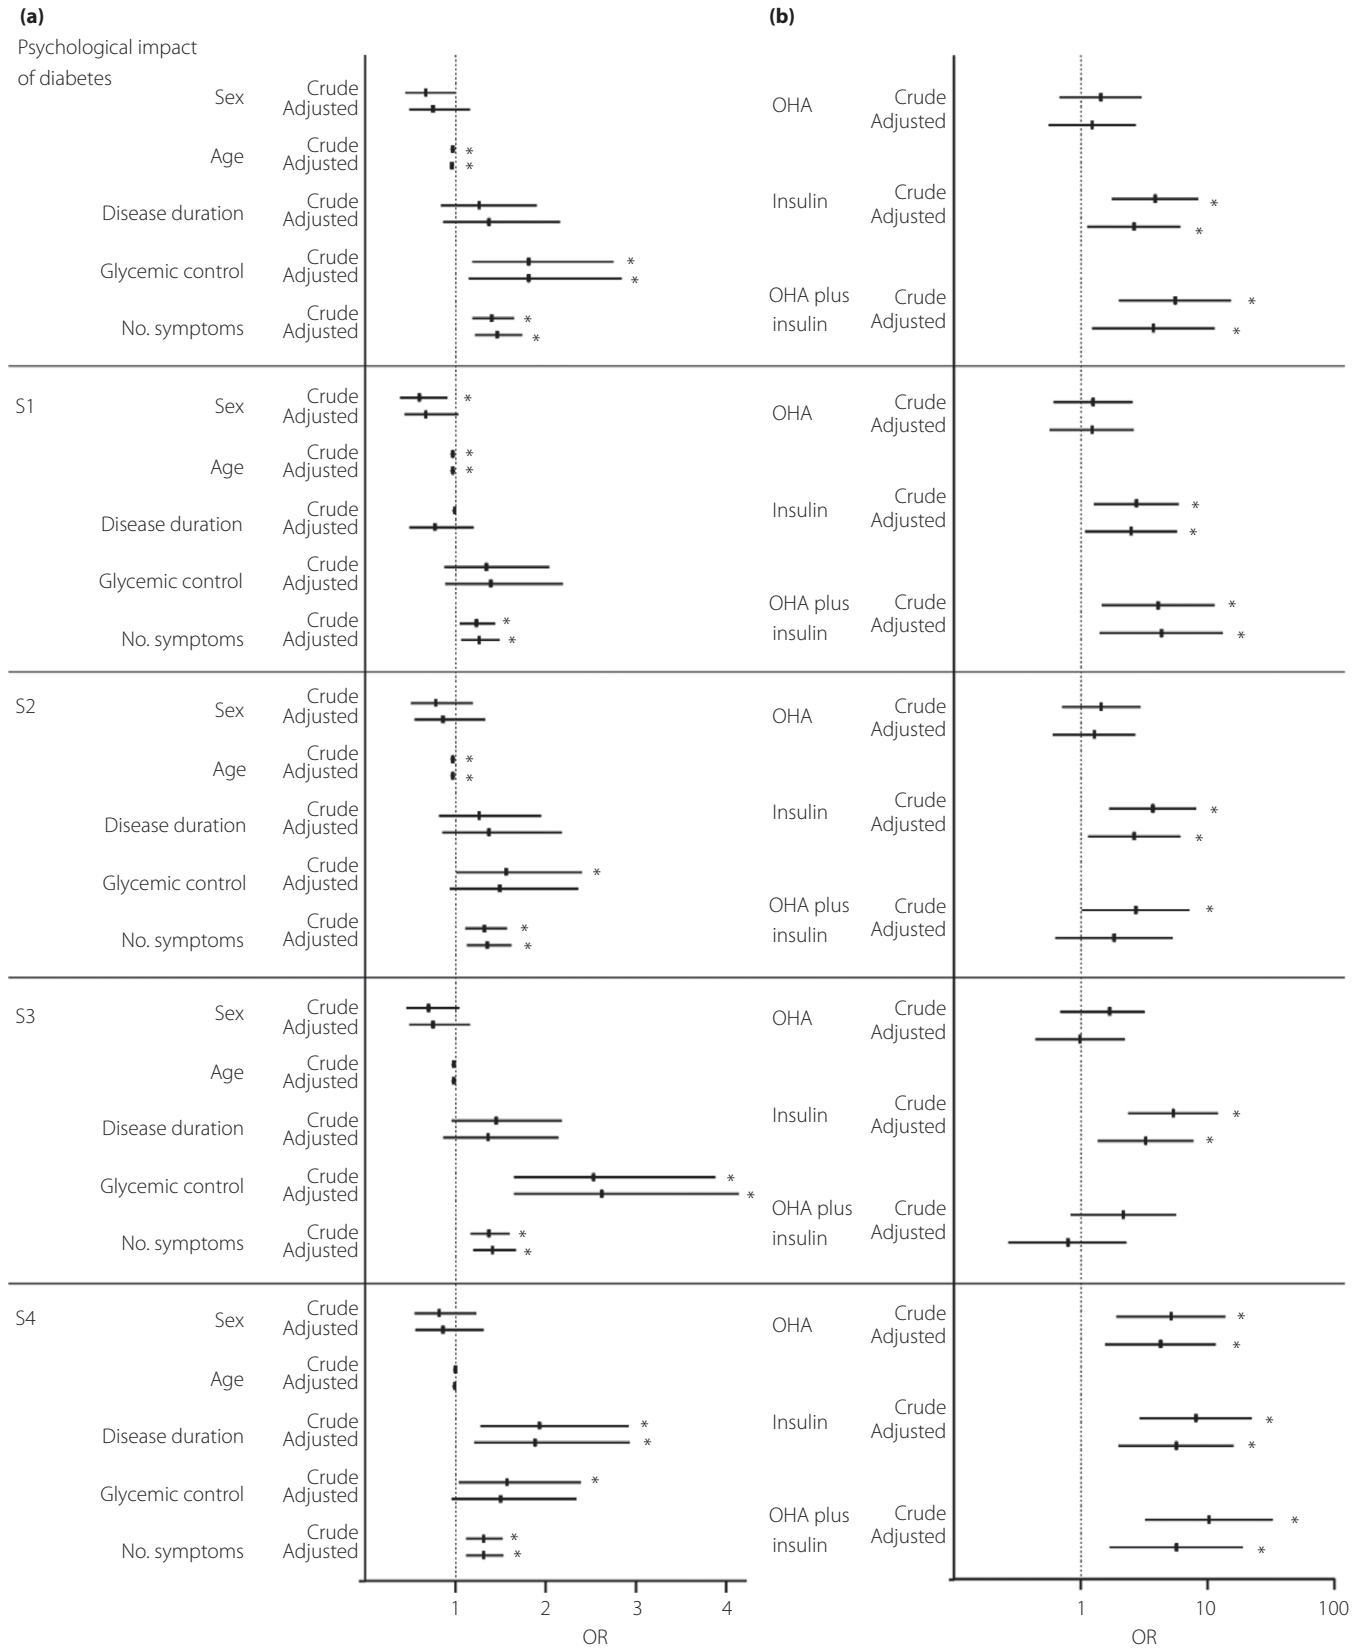 (a)
Psychological impact
of diabetes
Sex
Crude
Adjusted
Age
Crude *
Adjusted *
Disease duration
Crude
Adjusted
Glycemic control
Crude *
Adjusted *
No. symptoms
Crude *
Adjusted *
S1
Sex
Crude *
Adjusted
Age
Crude *
Adjusted *
Disease duration
Crude
Adjusted
Glycemic control
Crude
Adjusted
No. symptoms
Crude *
Adjusted *
S2
Sex
Crude
Adjusted
Age
Crude *
Adjusted *
Disease duration
Crude
Adjusted
Glycemic control
Crude *
Adjusted
No. symptoms
Crude *
Adjusted *
S3
Sex
Crude
Adjusted
Age
Crude
Adjusted
Disease duration
Crude
Adjusted
Glycemic control
Crude *
Adjusted *
No. symptoms
Crude *
Adjusted *
S4
Sex
Crude
Adjusted
Age
Crude
Adjusted
Disease duration
Crude *
Adjusted *
Glycemic control
Crude *
Adjusted
No. symptoms
Crude *
Adjusted *
1 2 3 4
OR
(b)
OHA
Crude
Adjusted
Insulin
Crude *
Adjusted *
OHA plus
insulin
Crude *
Adjusted *
OHA
Crude
Adjusted
Insulin
Crude *
Adjusted *
OHA plus
insulin
Crude *
Adjusted *
OHA
Crude
Adjusted
Insulin
Crude *
Adjusted *
OHA plus
insulin
Crude *
Adjusted
OHA
Crude
Adjusted
Insulin
Crude *
Adjusted *
OHA plus
insulin
Crude
Adjusted
OHA
Crude *
Adjusted *
Insulin
Crude *
Adjusted *
OHA plus
insulin
Crude *
Adjusted *
1 10 100
OR